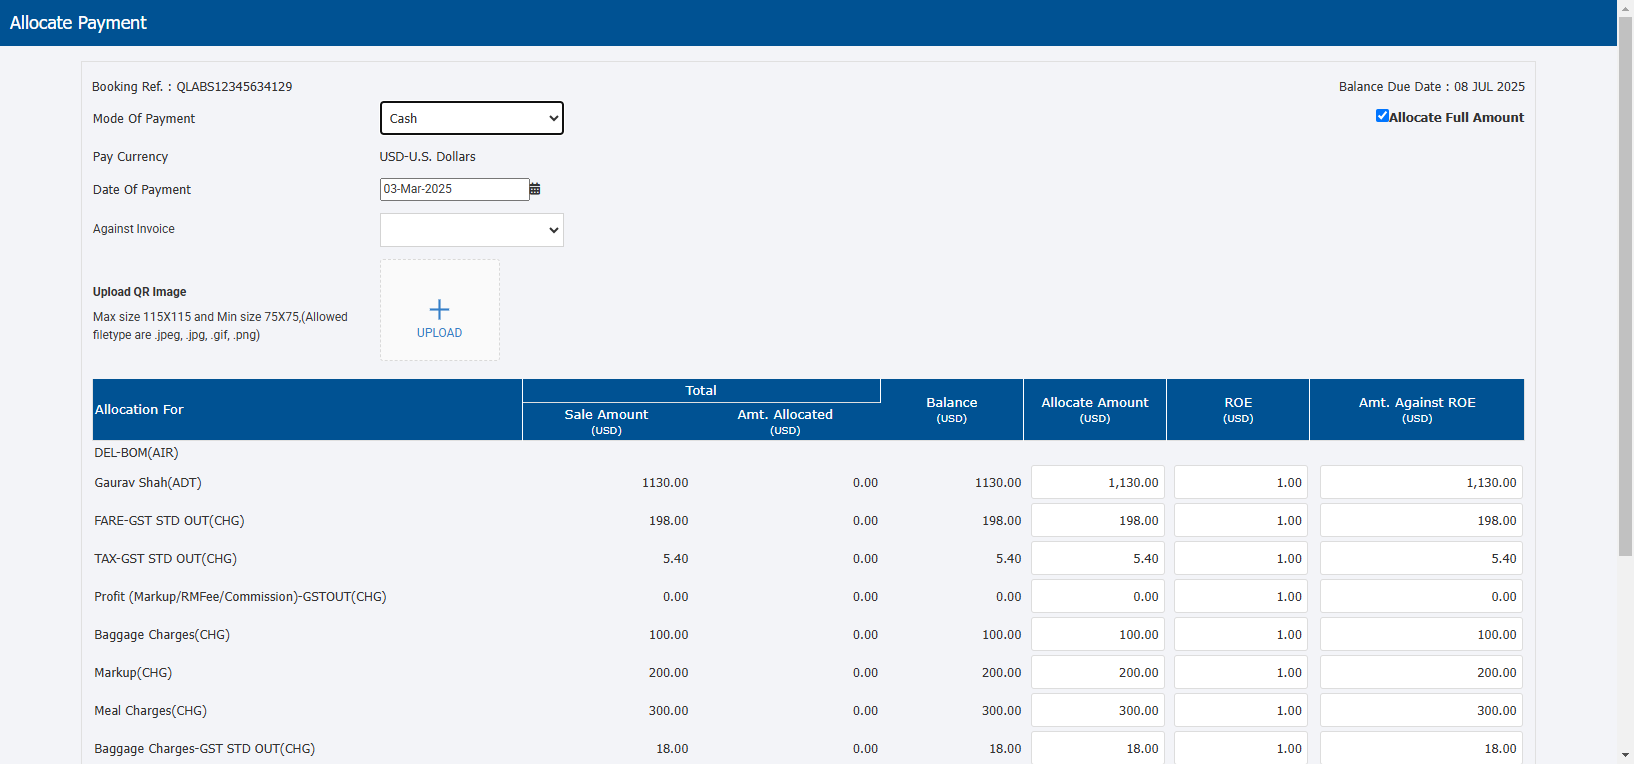 Allocate Payment
Booking Ref. : QLABS12345634129
Balance Due Date : 08 JUL 2025
Mode Of Payment
Cash
Allocate Full Amount
Pay Currency
USD-U.S. Dollars
Date Of Payment
03-Mar-2025
Against Invoice
Upload QR Image
Max size 115X115 and Min size 75X75,(Allowed
filetype are .jpeg, .jpg, .gif, .png)
UPLOAD
Allocation For
Total
Sale Amount
(USD)
Amt. Allocated
(USD)
Balance
(USD)
Allocate Amount
(USD)
ROE
(USD)
Amt. Against ROE
(USD)
DEL-BOM(AIR)
Gaurav Shah(ADT) 1130.00 0.00 1130.00 1,130.00 1.00 1,130.00
FARE-GST STD OUT(CHG) 198.00 0.00 198.00 198.00 1.00 198.00
TAX-GST STD OUT(CHG) 5.40 0.00 5.40 5.40 1.00 5.40
Profit (Markup/RMFee/Commission)-GSTOUT(CHG) 0.00 0.00 0.00 0.00 1.00 0.00
Baggage Charges(CHG) 100.00 0.00 100.00 100.00 1.00 100.00
Markup(CHG) 200.00 0.00 200.00 200.00 1.00 200.00
Meal Charges(CHG) 300.00 0.00 300.00 300.00 1.00 300.00
Baggage Charges-GST STD OUT(CHG) 18.00 0.00 18.00 18.00 1.00 18.00